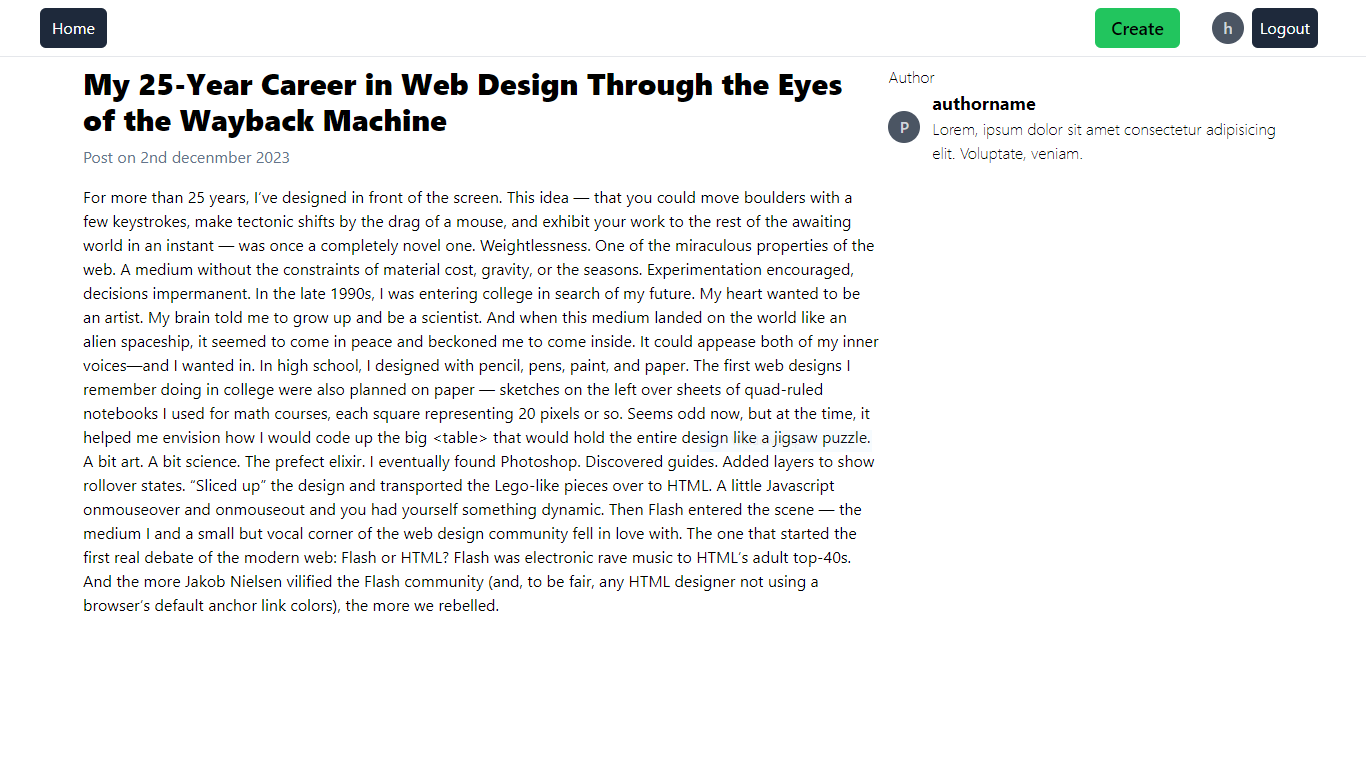 Home
Create
h
Logout
My 25-Year Career in Web Design Through the Eyes
of the Wayback Machine
Post on 2nd decenmber 2023
For more than 25 years, I’ve designed in front of the screen. This idea — that you could move boulders with a
few keystrokes, make tectonic shifts by the drag of a mouse, and exhibit your work to the rest of the awaiting
world in an instant — was once a completely novel one. Weightlessness. One of the miraculous properties of the
web. A medium without the constraints of material cost, gravity, or the seasons. Experimentation encouraged,
decisions impermanent. In the late 1990s, I was entering college in search of my future. My heart wanted to be
an artist. My brain told me to grow up and be a scientist. And when this medium landed on the world like an
alien spaceship, it seemed to come in peace and beckoned me to come inside. It could appease both of my inner
voices—and I wanted in. In high school, I designed with pencil, pens, paint, and paper. The first web designs I
remember doing in college were also planned on paper — sketches on the left over sheets of quad-ruled
notebooks I used for math courses, each square representing 20 pixels or so. Seems odd now, but at the time, it
helped me envision how I would code up the big <table> that would hold the entire design like a jigsaw puzzle.
A bit art. A bit science. The prefect elixir. I eventually found Photoshop. Discovered guides. Added layers to show
rollover states. “Sliced up” the design and transported the Lego-like pieces over to HTML. A little Javascript
onmouseover and onmouseout and you had yourself something dynamic. Then Flash entered the scene — the
medium I and a small but vocal corner of the web design community fell in love with. The one that started the
first real debate of the modern web: Flash or HTML? Flash was electronic rave music to HTML’s adult top-40s.
And the more Jakob Nielsen vilified the Flash community (and, to be fair, any HTML designer not using a
browser’s default anchor link colors), the more we rebelled.
Author
P
authorname
Lorem, ipsum dolor sit amet consectetur adipisicing
elit. Voluptate, veniam.